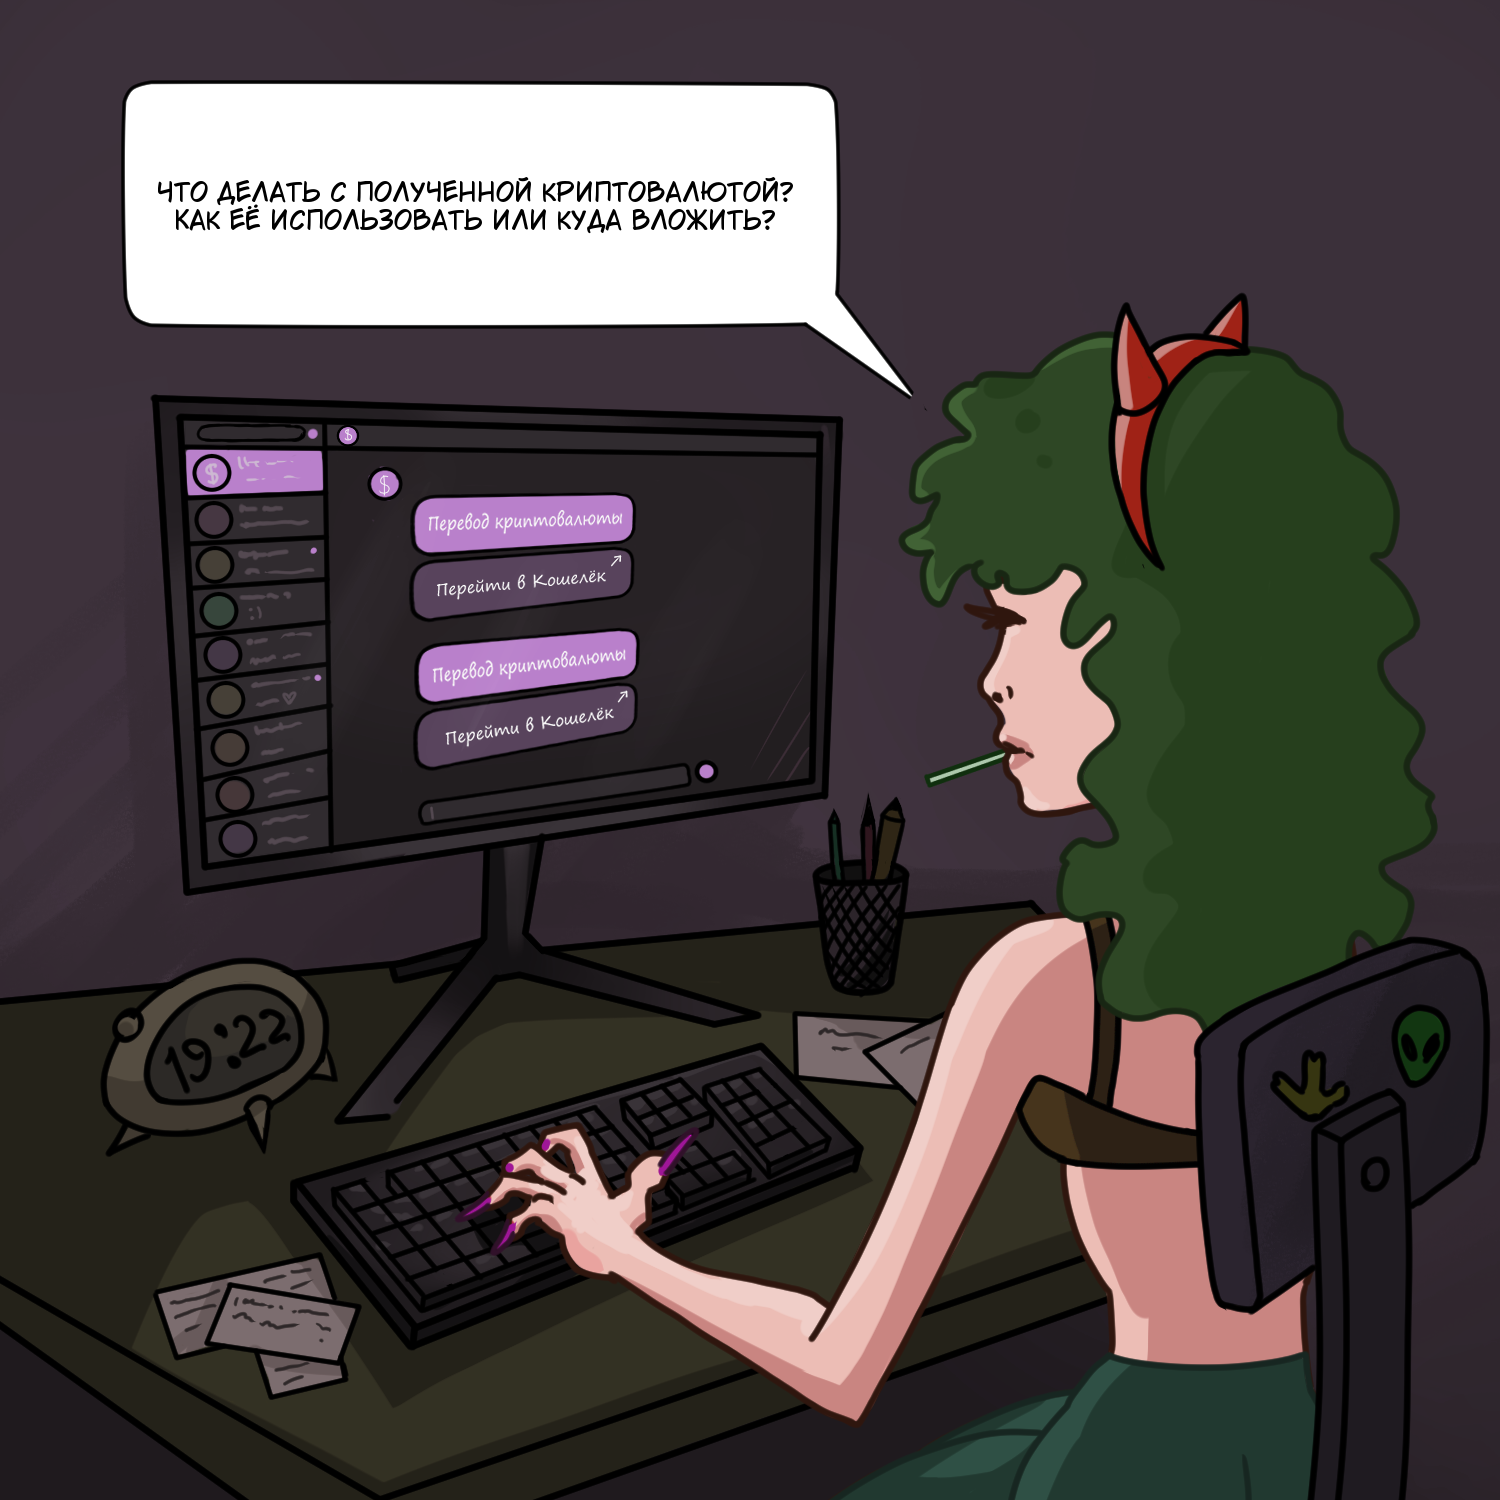 ЧТО ДЕЛАТЬ С ПОЛУЧЕННОЙ КРИПТОВАЛЮТОЙ?
КАК ЕЁ ИСПОЛЬЗОВАТЬ ИЛИ КУДА ВЛОЖИТЬ?
$
$
$
Перевод криптовалюты
Перейти в Кошелёк
:)
Перевод криптовалюты
Перейти в Кошелёк
19:22